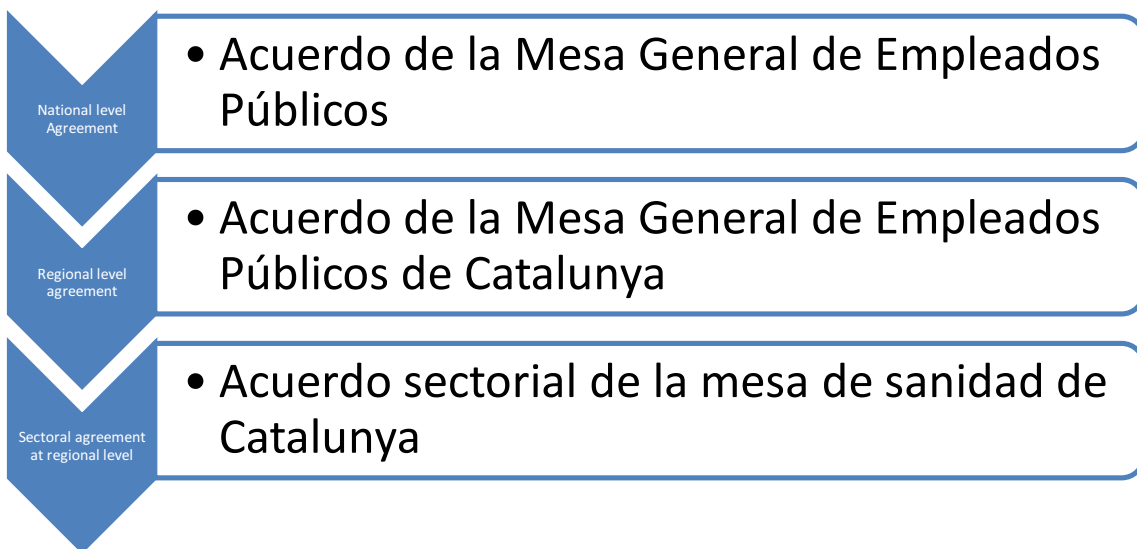 National level
Agreement
• Acuerdo de la Mesa General de Empleados
Públicos
Regional level
agreement
• Acuerdo de la Mesa General de Empleados
Públicos de Catalunya
Sectoral agreement
at regional level
• Acuerdo sectorial de la mesa de sanidad de
Catalunya